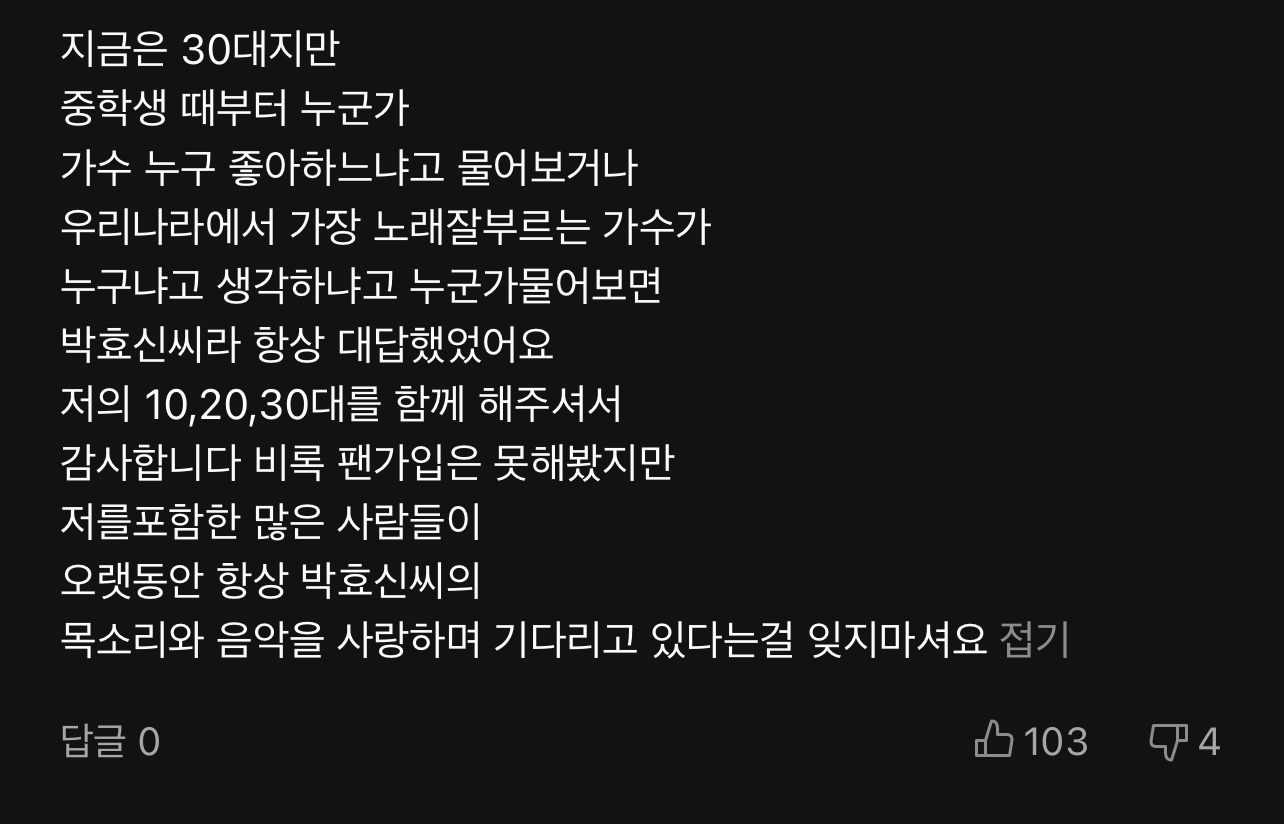 지금은 30대지만
중학생 때부터 누군가
가수 누구 좋아하느냐고 물어보거나
우리나라에서 가장 노래잘부르는 가수가
누구냐고 생각하냐고 누군가물어보면
박효신씨라 항상 대답했었어요
저의 10,20,30대를 함께 해주셔서
감사합니다 비록 팬가입은 못해봤지만
저를포함한 많은 사람들이
오랫동안 항상 박효신씨의
목소리와 음악을 사랑하며 기다리고 있다는걸 잊지마셔요 접기
답글 0 103 4